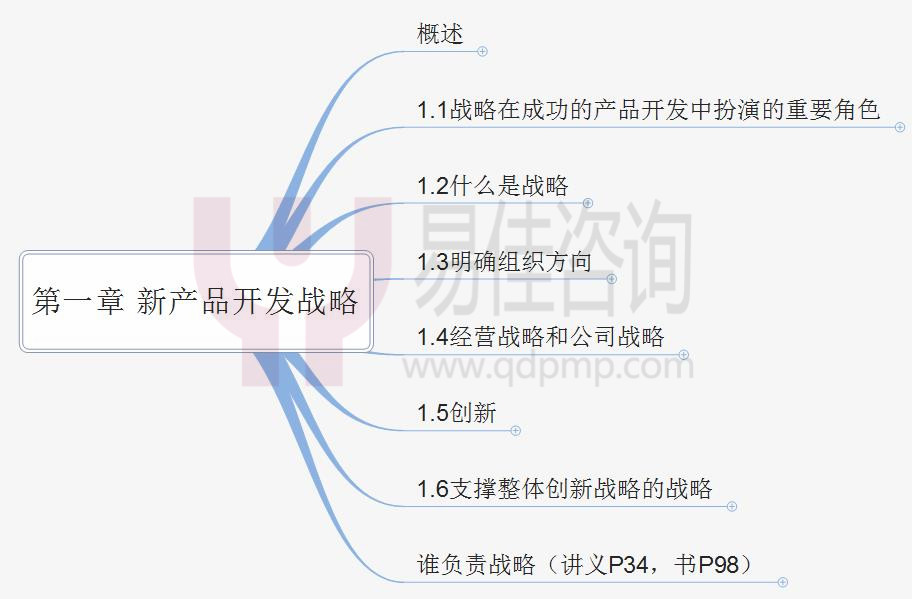 概述
1.1战略在成功的产品开发中扮演的重要角色
1.2什么是战略
易佳咨询
1.3明确组织方向
第一章 新产品开发战略
1.4经营战略和公司战略
www.qdpmp.com
1.5创新
1.6支撑整体创新战略的战略
谁负责战略（讲义P34，书P98）